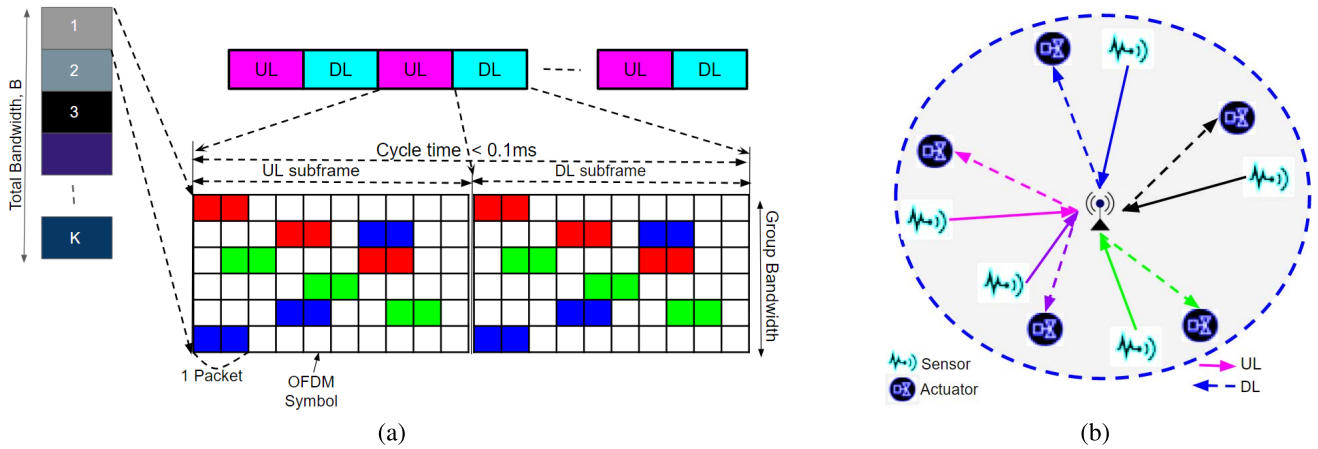 Total Bandwidth, B
1
2
3
K
UL
DL
UL
DL
UL
DL
Cycle time < 0.1ms
UL subframe
DL subframe
Group Bandwidth
1 Packet
OFDM
Symbol
(a)
Sensor
Actuator
UL
DL
(b)